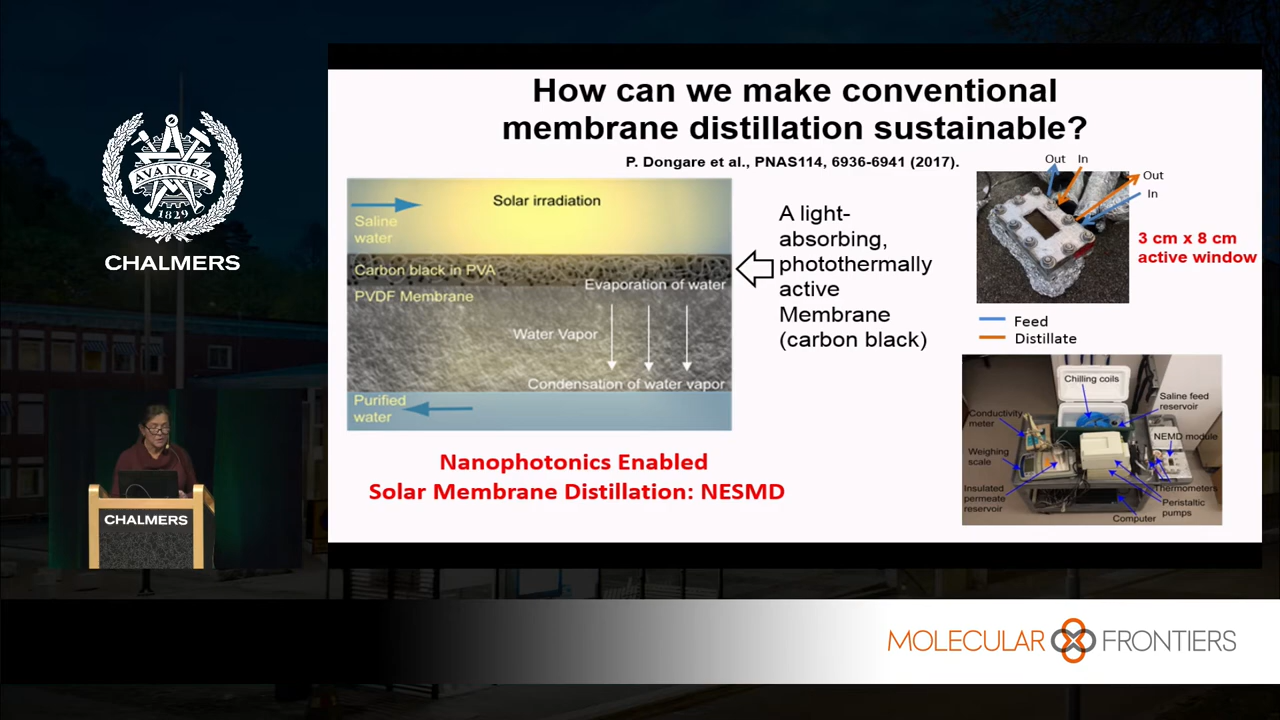 AVANCEZ
1829
CHALMERS
CHALMERS
How can we make conventional
membrane distillation sustainable?
P. Dongare et al., PNAS114, 6936-6941 (2017).
Solar irradiation
Saline
water
Carbon black in PVA
Evaporation of water
PVDF Membrane
Water Vapor
Condensation of water vapor
Purified
water
A light-
absorbing,
photothermally
active
Membrane
(carbon black)
Nanophotonics Enabled
Solar Membrane Distillation: NESMD
Out In
Out
In
3 cm x 8 cm
active window
Feed
Distillate
Chilling coils
Conductivity
meter
Saline feed
reservoir
NEMD module
Weighing
scale
Insulated
permeate
reservoir
Thermometers
Peristaltic
pumps
Computer
MOLECULAR FRONTIERS